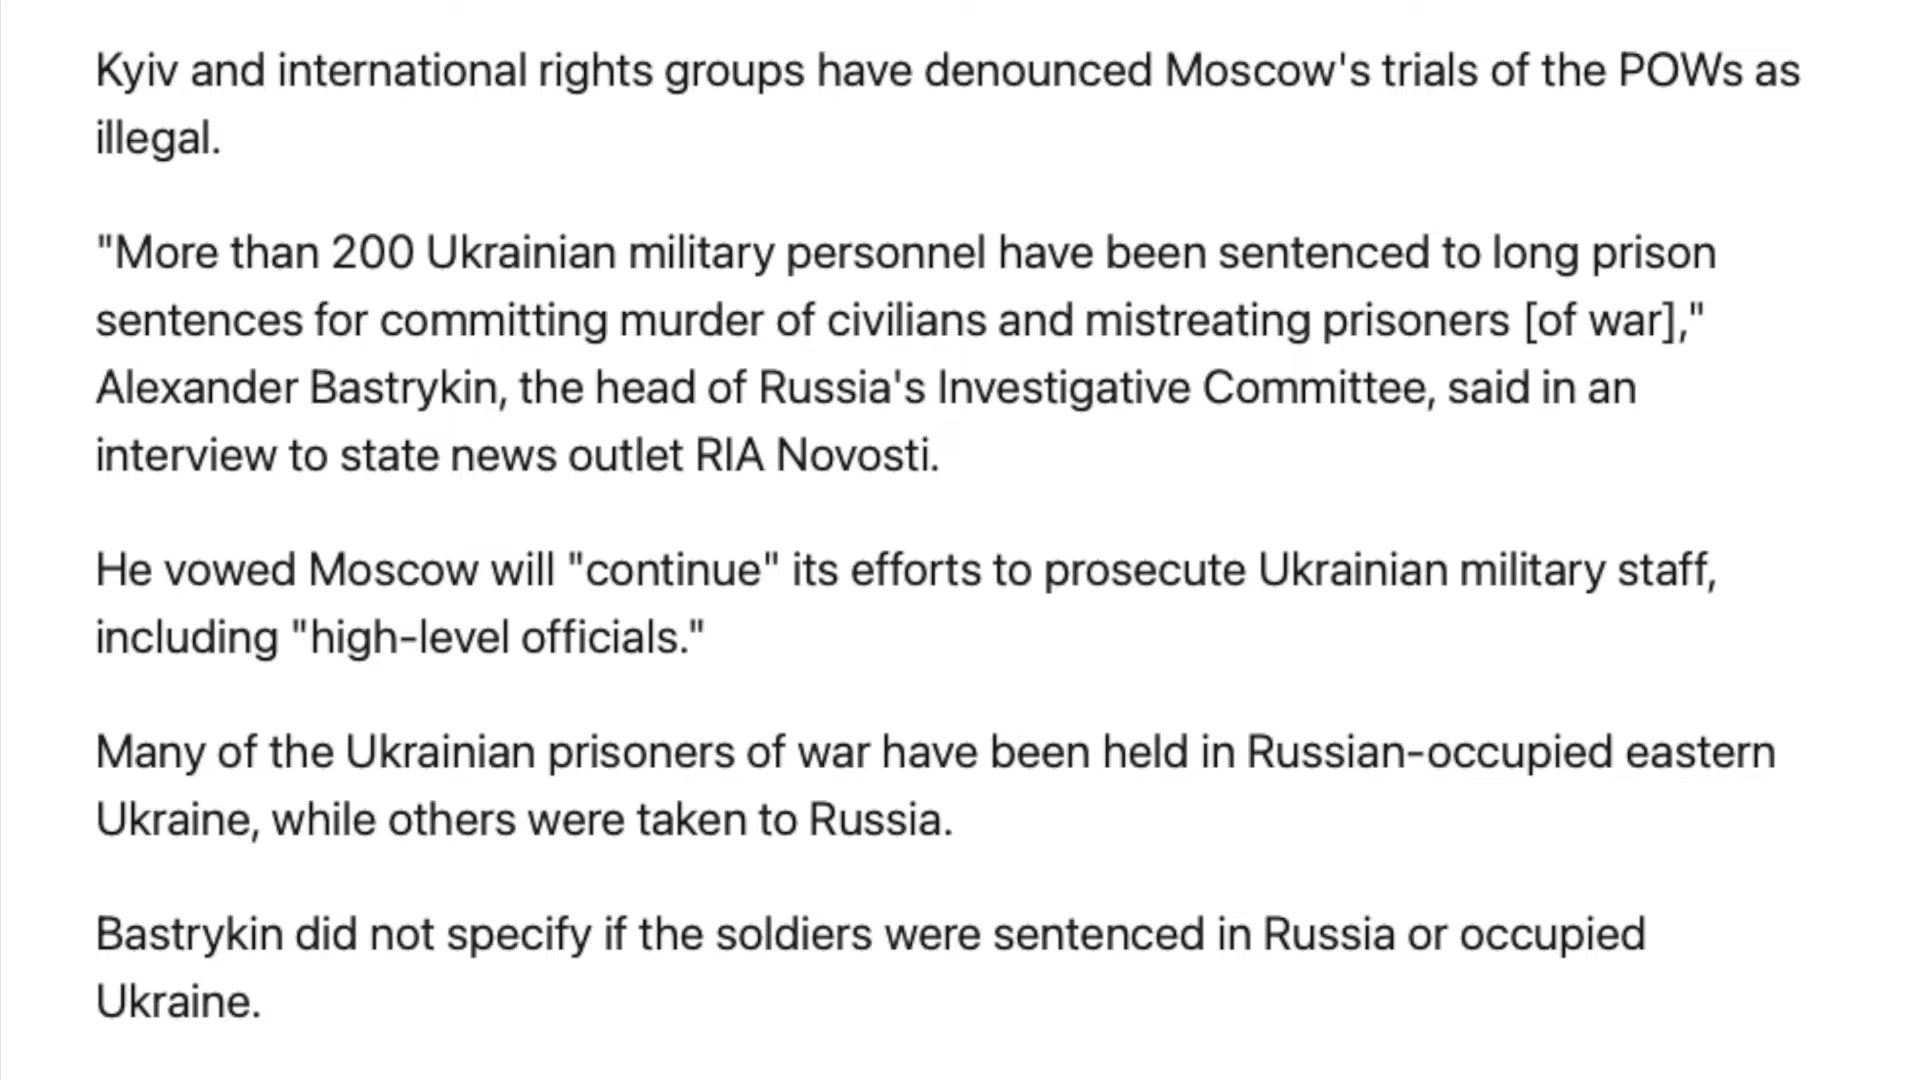 Kyiv and international rights groups have denounced Moscow's trials of the POWs as
illegal.
"More than 200 Ukrainian military personnel have been sentenced to long prison
sentences for committing murder of civilians and mistreating prisoners [of war],"
Alexander Bastrykin, the head of Russia's Investigative Committee, said in an
interview to state news outlet RIA Novosti.
He vowed Moscow will "continue" its efforts to prosecute Ukrainian military staff,
including "high-level officials."
Many of the Ukrainian prisoners of war have been held in Russian-occupied eastern
Ukraine, while others were taken to Russia.
Bastrykin did not specify if the soldiers were sentenced in Russia or occupied
Ukraine.